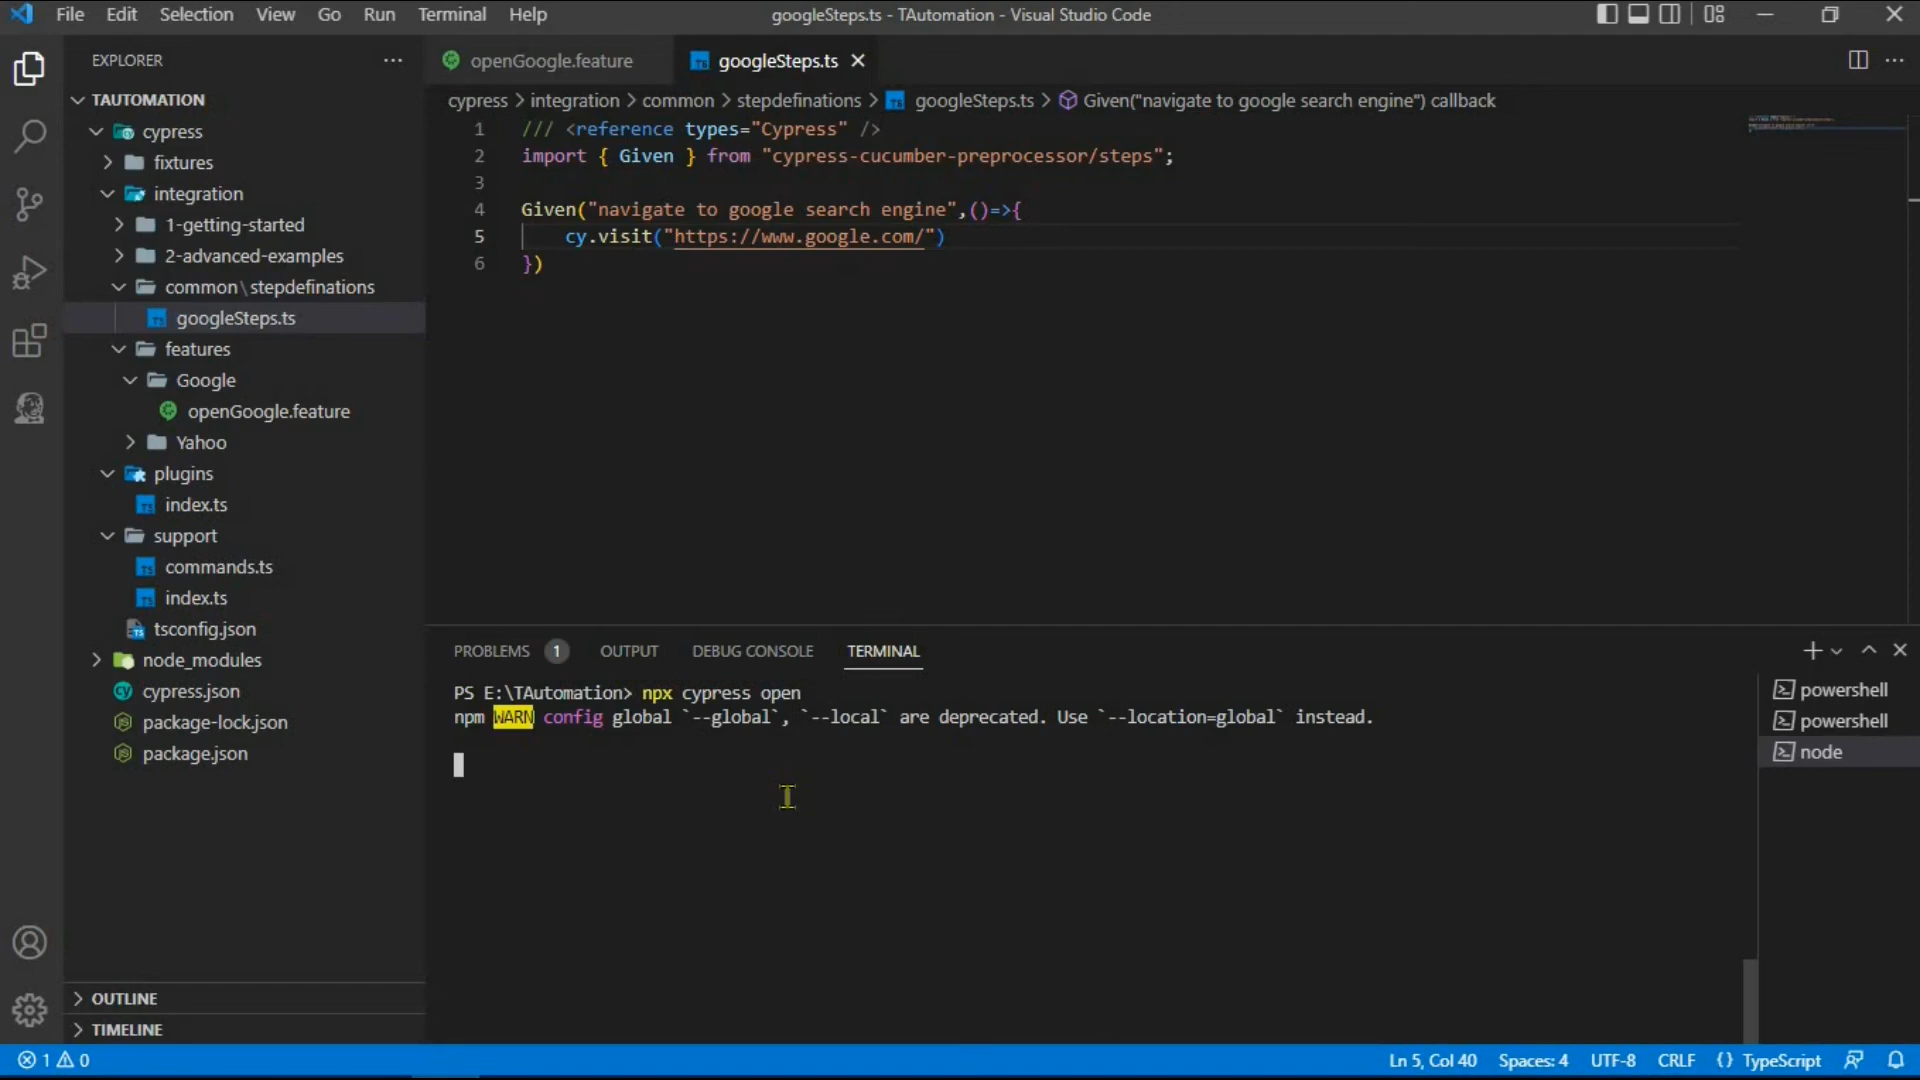 File Edit Selection View Go Run Terminal Help
googleSteps.ts - TAutomation - Visual Studio Code
EXPLORER
TAUTOMATION
cypress
fixtures
integration
1-getting-started
2-advanced-examples
common\stepdefinations
googleSteps.ts
features
Google
openGoogle.feature
Yahoo
plugins
index.ts
support
commands.ts
index.ts
tsconfig.json
node_modules
cypress.json
package-lock.json
package.json
OUTLINE
TIMELINE
openGoogle.feature googleSteps.ts
cypress > integration > common > stepdefinations > googleSteps.ts > Given("navigate to google search engine") callback
1 /// <reference types="Cypress" />
2 import { Given } from "cypress-cucumber-preprocessor/steps";
3
4 Given("navigate to google search engine",()=>{
5 cy.visit("https://www.google.com/")
6 })
PROBLEMS 1 OUTPUT DEBUG CONSOLE TERMINAL
PS E:\TAutomation> npx cypress open
npm WARN config global `--global`, `--local` are deprecated. Use `--location=global` instead.
powershell
powershell
node
1 0
Ln 5, Col 40 Spaces: 4 UTF-8 CRLF {} TypeScript